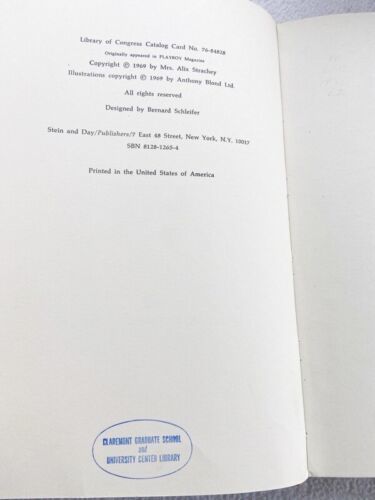 Library of Congress Catalog Card No. 76-84828
Originally appeared in PLAYBOY Magazine
Copyright © 1969 by Mrs. Alix Strachey
Illustrations copyright © 1969 by Anthony Blond Ltd.
All rights reserved
Designed by Bernard Schleifer
Stein and Day/Publishers/7 East 48 Street, New York, N.Y. 10017
SBN 8128-1265-4
Printed in the United States of America
CLAREMONT GRADUATE SCHOOL
and
UNIVERSITY CENTER LIBRARY